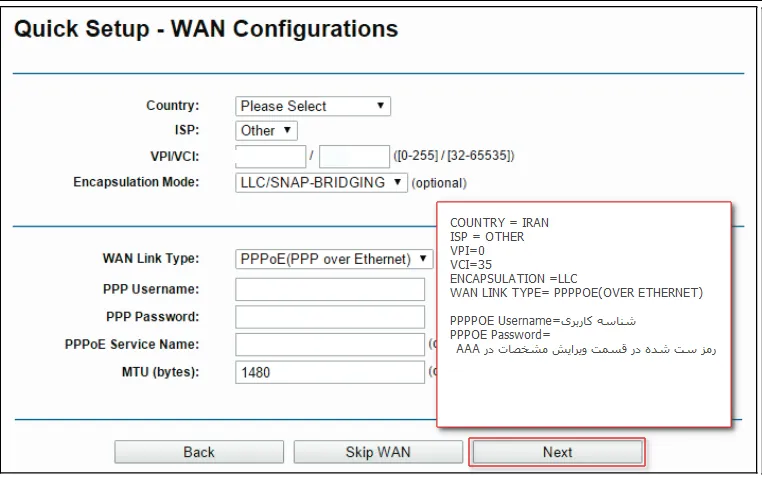 Quick Setup - WAN Configurations
Country: Please Select
ISP: Other
VPI/VCI: / ([0-255] / [32-65535])
Encapsulation Mode: LLC/SNAP-BRIDGING (optional)
WAN Link Type: PPPoE(PPP over Ethernet)
PPP Username:
PPP Password:
PPPoE Service Name: (
MTU (bytes): 1480 (
COUNTRY = IRAN
ISP = OTHER
VPI=0
VCI=35
ENCAPSULATION =LLC
WAN LINK TYPE= PPPPOE(OVER ETHERNET)
PPPPOE Username=شناسه کاربری
PPPOE Password=
رمز ست شده در قسمت ویرایش مشخصات در AAA
Back Skip WAN Next